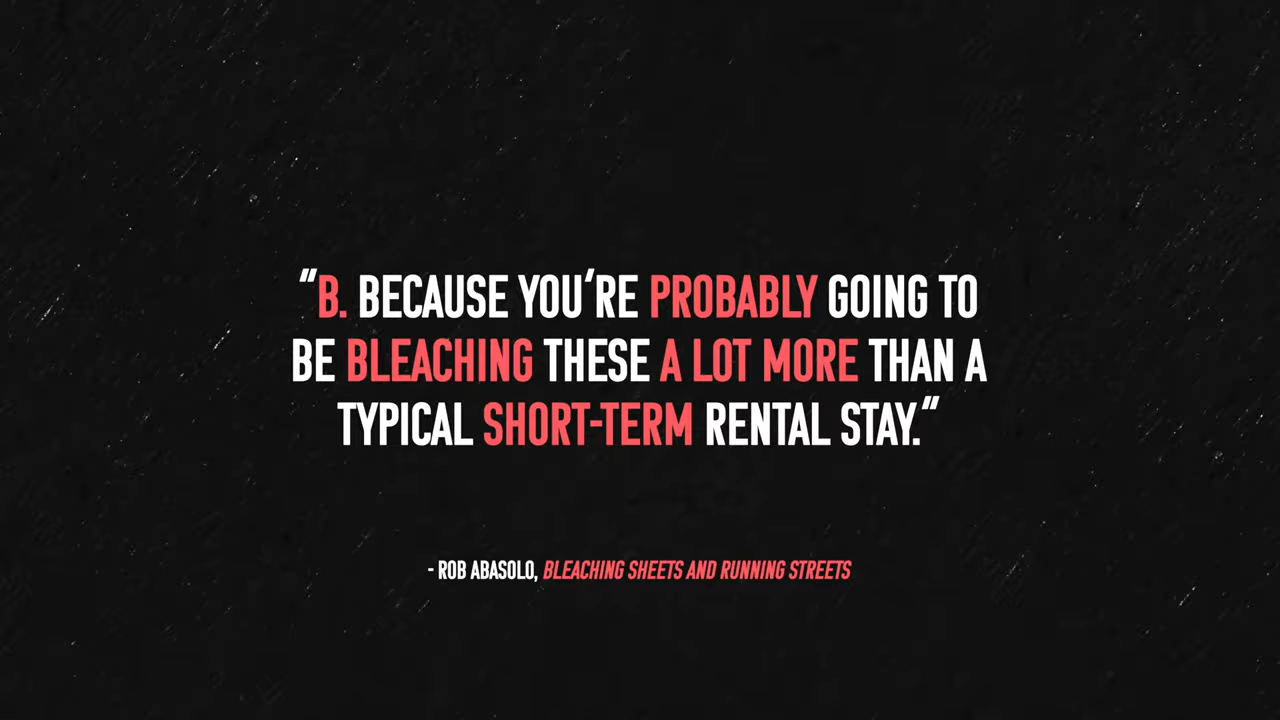 "B. BECAUSE YOU'RE PROBABLY GOING TO
BE BLEACHING THESE A LOT MORE THAN A
TYPICAL SHORT-TERM RENTAL STAY."
- ROB ABASOLO, BLEACHING SHEETS AND RUNNING STREETS